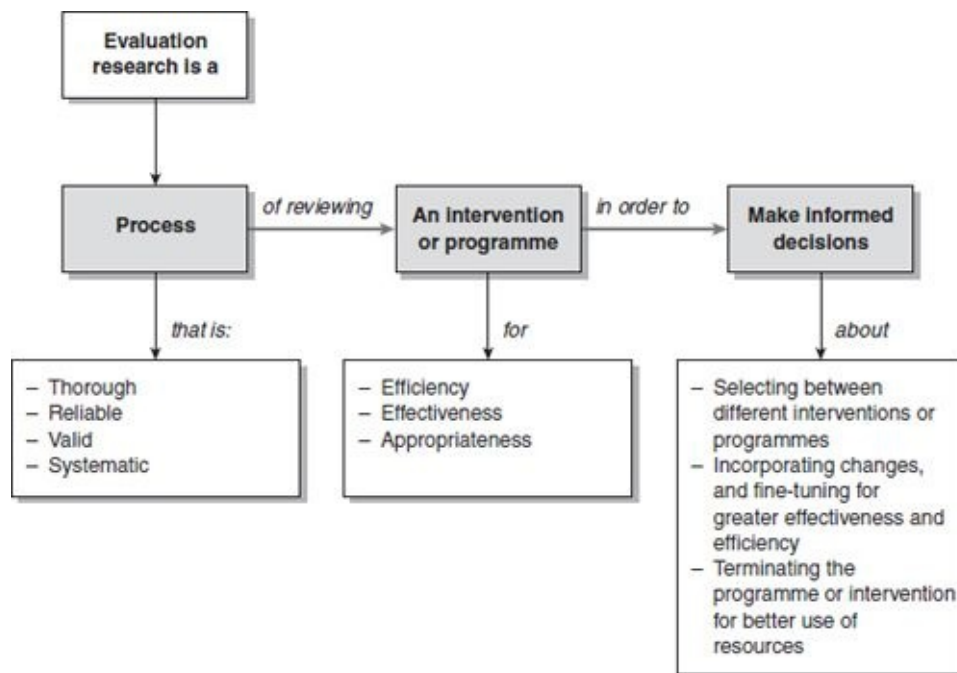 Evaluation
research is a
Process
of reviewing
An intervention
or programme
in order to
Make informed
decisions
that is:
for
about
– Thorough
– Reliable
– Valid
– Systematic
– Efficiency
– Effectiveness
– Appropriateness
– Selecting between
different interventions or
programmes
– Incorporating changes,
and fine-tuning for
greater effectiveness and
efficiency
– Terminating the
programme or intervention
for better use of
resources